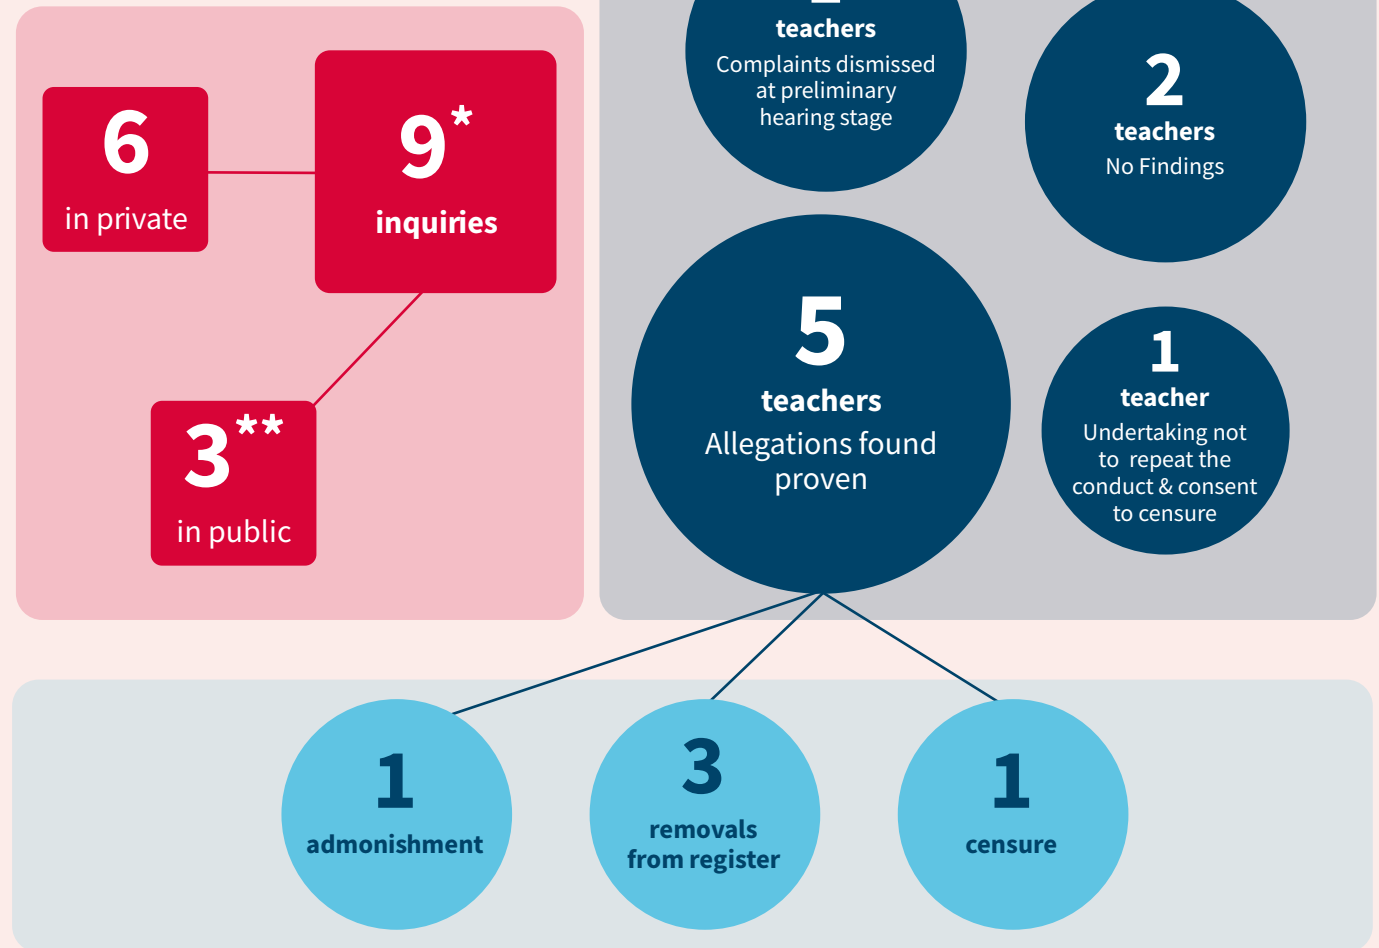 6
in private
9*
inquiries
3**
in public
teachers
Complaints dismissed
at preliminary
hearing stage
2
teachers
No Findings
5
teachers
Allegations found
proven
1
teacher
Undertaking not
to repeat the
conduct & consent
to censure
1
admonishment
3
removals
from register
1
censure